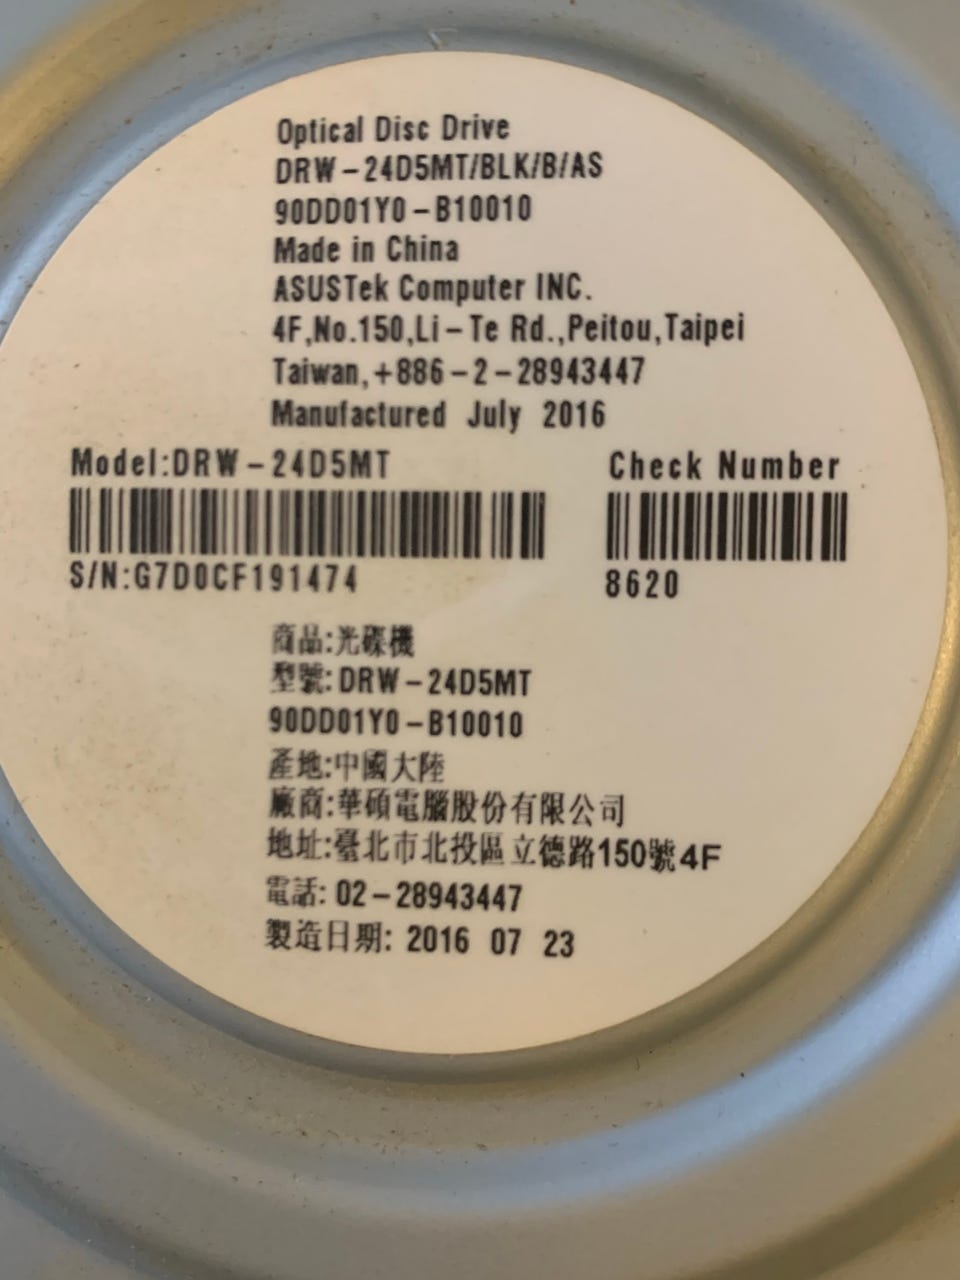 Optical Disc Drive
DRW-24D5MT/BLK/B/AS
90DD01Y0-B10010
Made in China
ASUSTek Computer INC.
4F,No.150,Li-Te Rd.,Peitou,Taipei
Taiwan,+886-2-28943447
Manufactured July 2016
Model:DRW-24D5MT
Check Number
S/N:G7D0CF191474
8620
商品:光碟機
型號:DRW-24D5MT
90DD01Y0-B10010
產地:中國大陸
廠商:華碩電腦股份有限公司
地址:臺北市北投區立德路150號4F
電話: 02-28943447
製造日期: 2016 07 23